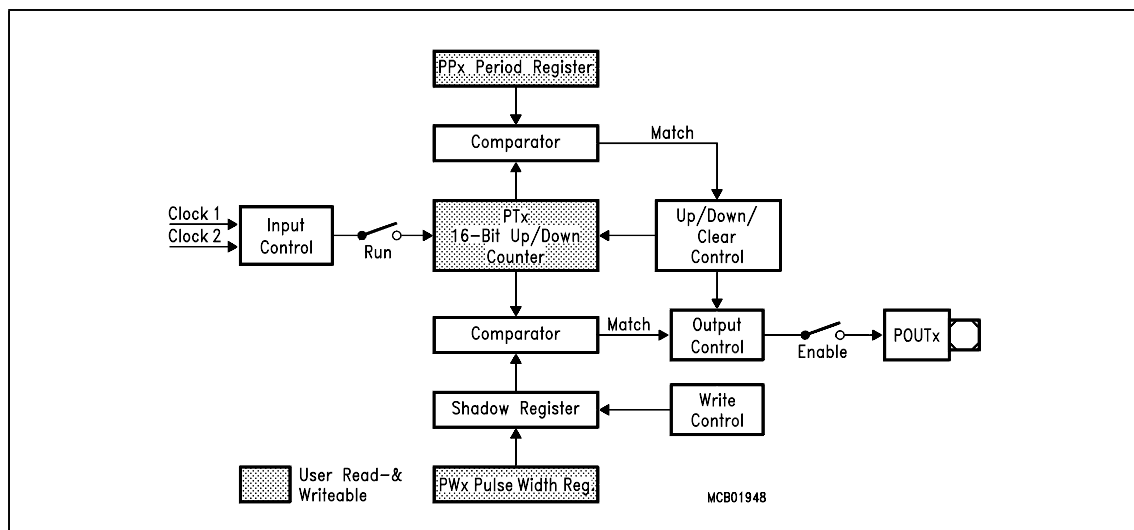 PPx Period Register
Comparator
Match
Clock 1
Clock 2
Input
Control
Run
PTx
16-Bit Up/Down
Counter
Up/Down/
Clear
Control
Comparator
Match
Output
Control
Enable
POUTx
Shadow Register
Write
Control
User Read-&
Writeable
PWx Pulse Width Reg.
MCB01948